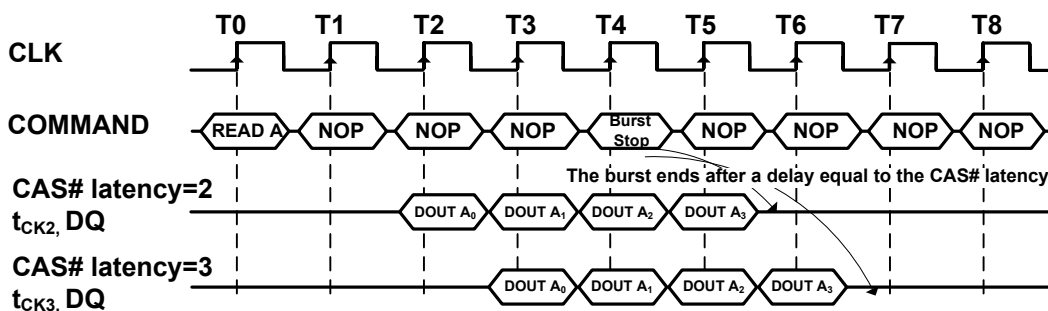 T0 T1 T2 T3 T4 T5 T6 T7 T8
CLK
COMMAND READ A NOP NOP NOP Burst Stop NOP NOP NOP NOP
The burst ends after a delay equal to the CAS# latency
CAS# latency=2
tCK2, DQ DOUT A0 DOUT A1 DOUT A2 DOUT A3
CAS# latency=3
tCK3, DQ DOUT A0 DOUT A1 DOUT A2 DOUT A3